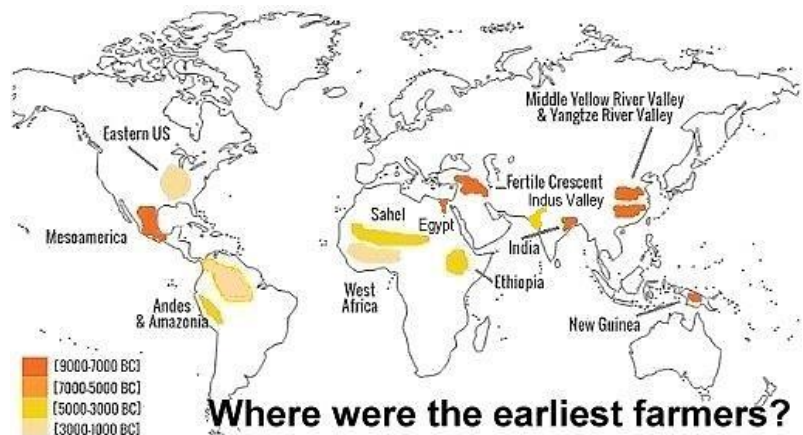 Middle Yellow River Valley
& Yangtze River Valley
Eastern US
Fertile Crescent
Indus Valley
Sahel
Egypt
Mesoamerica
India
Ethiopia
West
Africa
Andes
& Amazonia
New Guinea
[9000-7000 BC]
[7000-5000 BC]
[5000-3000 BC]
[3000-1000 BC]
Where were the earliest farmers?